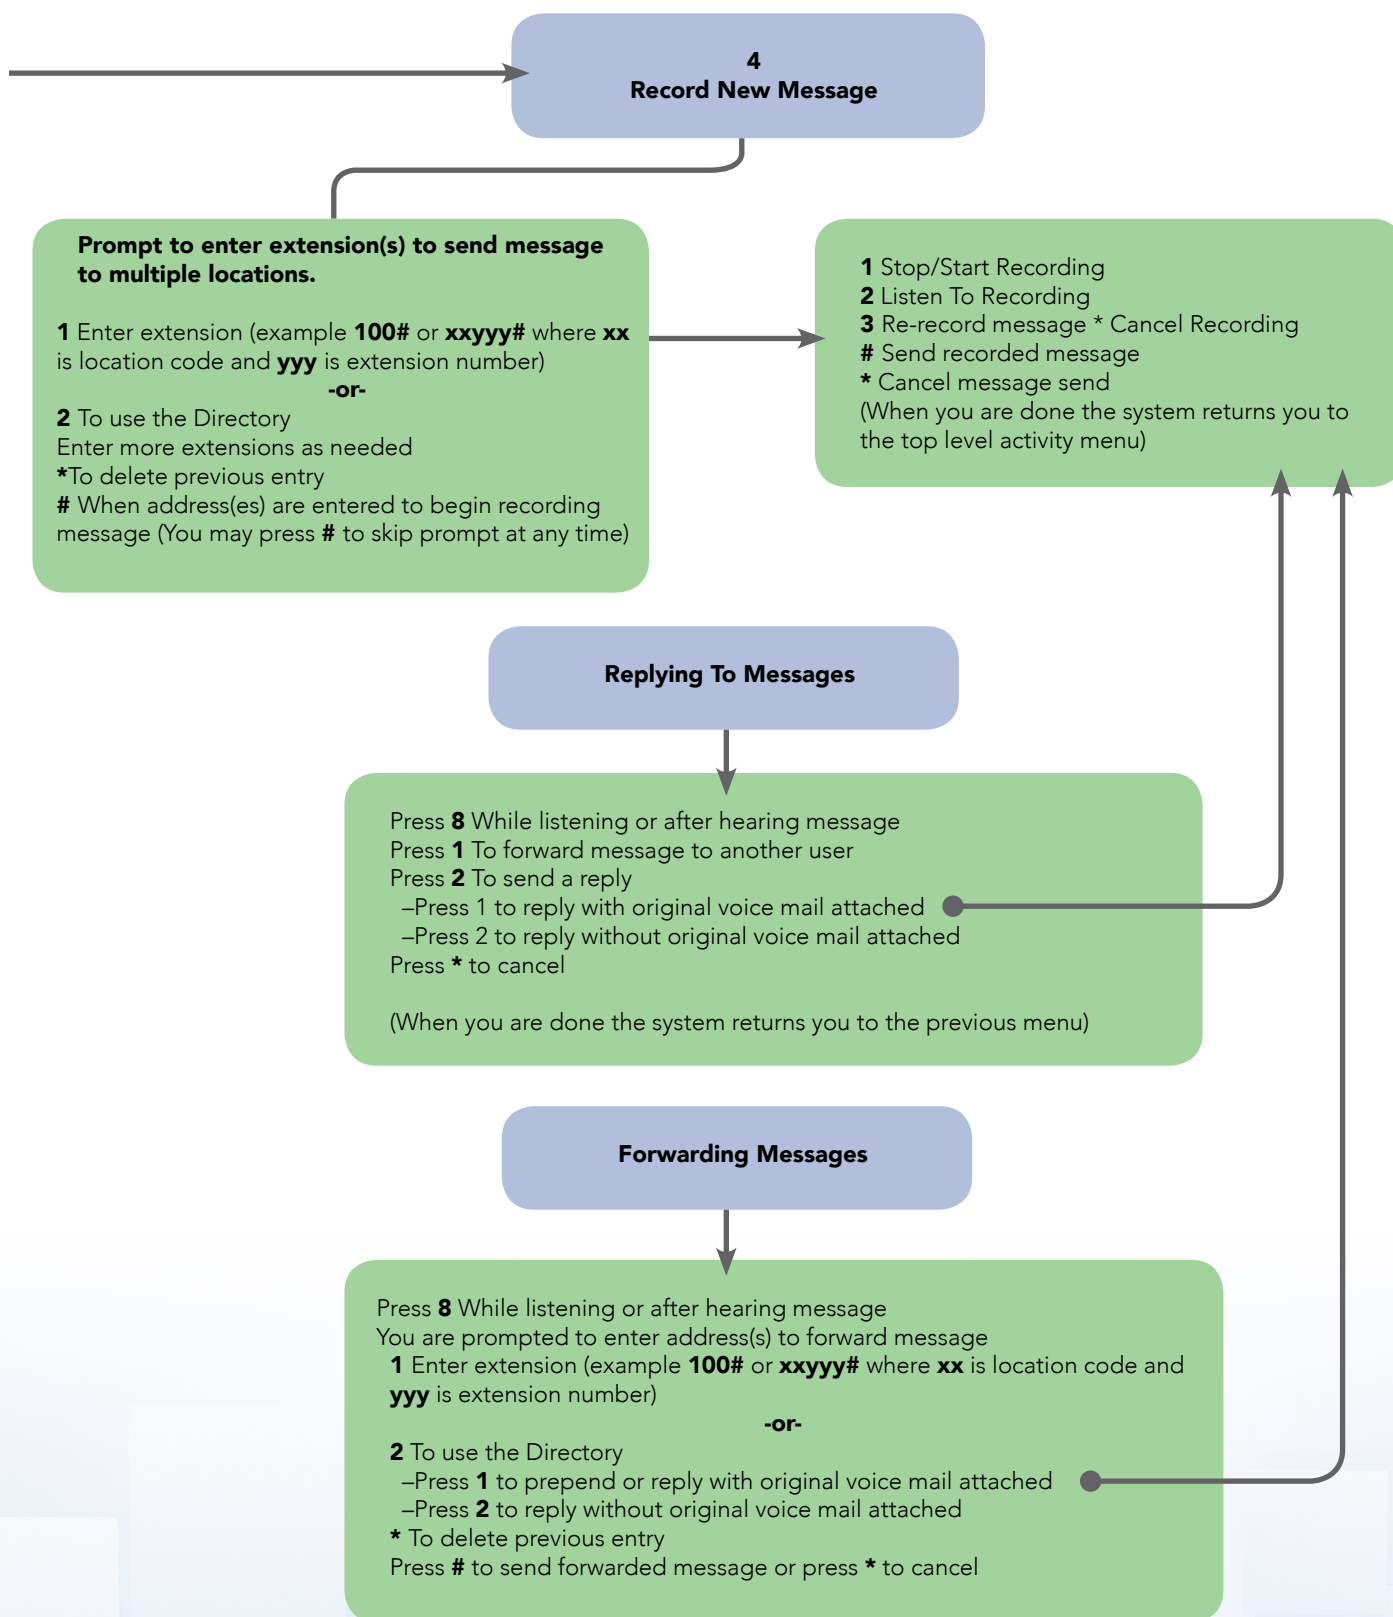 4
Record New Message
Prompt to enter extension(s) to send message
to multiple locations.
1 Enter extension (example 100# or xxyyy# where xx
is location code and yyy is extension number)
-or-
2 To use the Directory
Enter more extensions as needed
*To delete previous entry
# When address(es) are entered to begin recording
message (You may press # to skip prompt at any time)
1 Stop/Start Recording
2 Listen To Recording
3 Re-record message * Cancel Recording
# Send recorded message
* Cancel message send
(When you are done the system returns you to
the top level activity menu)
Replying To Messages
Press 8 While listening or after hearing message
Press 1 To forward message to another user
Press 2 To send a reply
–Press 1 to reply with original voice mail attached
–Press 2 to reply without original voice mail attached
Press * to cancel
(When you are done the system returns you to the previous menu)
Forwarding Messages
Press 8 While listening or after hearing message
You are prompted to enter address(s) to forward message
1 Enter extension (example 100# or xxyyy# where xx is location code and
yyy is extension number)
-or-
2 To use the Directory
–Press 1 to prepend or reply with original voice mail attached
–Press 2 to reply without original voice mail attached
* To delete previous entry
Press # to send forwarded message or press * to cancel